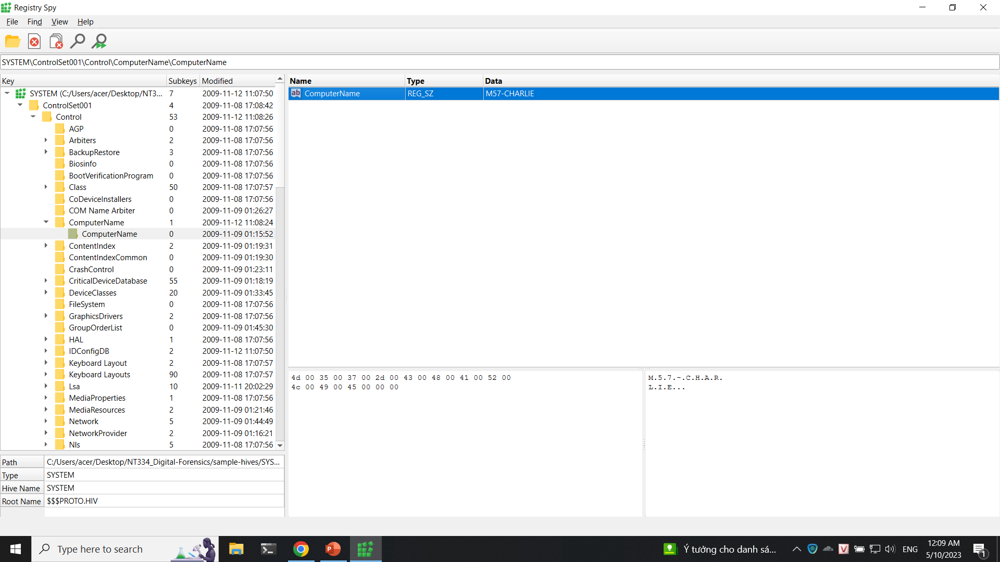 Registry Spy
File Find View Help
SYSTEM\ControlSet001\Control\ComputerName\ComputerName
Key Subkeys Modified
SYSTEM (C:/Users/acer/Desktop/NT3... 7 2009-11-12 11:07:50
ControlSet001 4 2009-11-08 17:08:42
Control 53 2009-11-12 11:08:26
AGP 0 2009-11-08 17:07:56
Arbiters 2 2009-11-08 17:07:56
BackupRestore 3 2009-11-08 17:07:56
Biosinfo 0 2009-11-08 17:07:56
BootVerificationProgram 0 2009-11-08 17:07:56
Class 50 2009-11-08 17:07:57
CoDeviceInstallers 0 2009-11-08 17:07:56
COM Name Arbiter 0 2009-11-09 01:26:27
ComputerName 1 2009-11-12 11:08:24
ComputerName 0 2009-11-09 01:15:52
ContentIndex 2 2009-11-09 01:19:31
ContentIndexCommon 0 2009-11-09 01:19:30
CrashControl 0 2009-11-09 01:23:11
CriticalDeviceDatabase 55 2009-11-09 01:18:19
DeviceClasses 20 2009-11-09 01:33:45
FileSystem 0 2009-11-08 17:07:56
GraphicsDrivers 2 2009-11-08 17:07:56
GroupOrderList 0 2009-11-09 01:45:30
HAL 1 2009-11-08 17:07:56
IDConfigDB 2 2009-11-12 11:07:50
Keyboard Layout 2 2009-11-08 17:07:57
Keyboard Layouts 90 2009-11-08 17:07:57
Lsa 10 2009-11-11 20:02:29
MediaProperties 1 2009-11-08 17:07:56
MediaResources 2 2009-11-09 01:21:46
Network 5 2009-11-09 01:44:49
NetworkProvider 2 2009-11-09 01:16:21
Nls 5 2009-11-08 17:07:56
Path C:/Users/acer/Desktop/NT334_Digital-Forensics/sample-hives/SYS...
Type SYSTEM
Hive Name SYSTEM
Root Name $$$PROTO.HIV
Name Type Data
ab ComputerName REG_SZ M57-CHARLIE
4d 00 35 00 37 00 2d 00 43 00 48 00 41 00 52 00
4c 00 49 00 45 00 00 00
M.5.7.-.C.H.A.R.
L.I.E...
Type here to search
Ý tưởng cho danh sá...
ENG
12:09 AM
5/10/2023
1